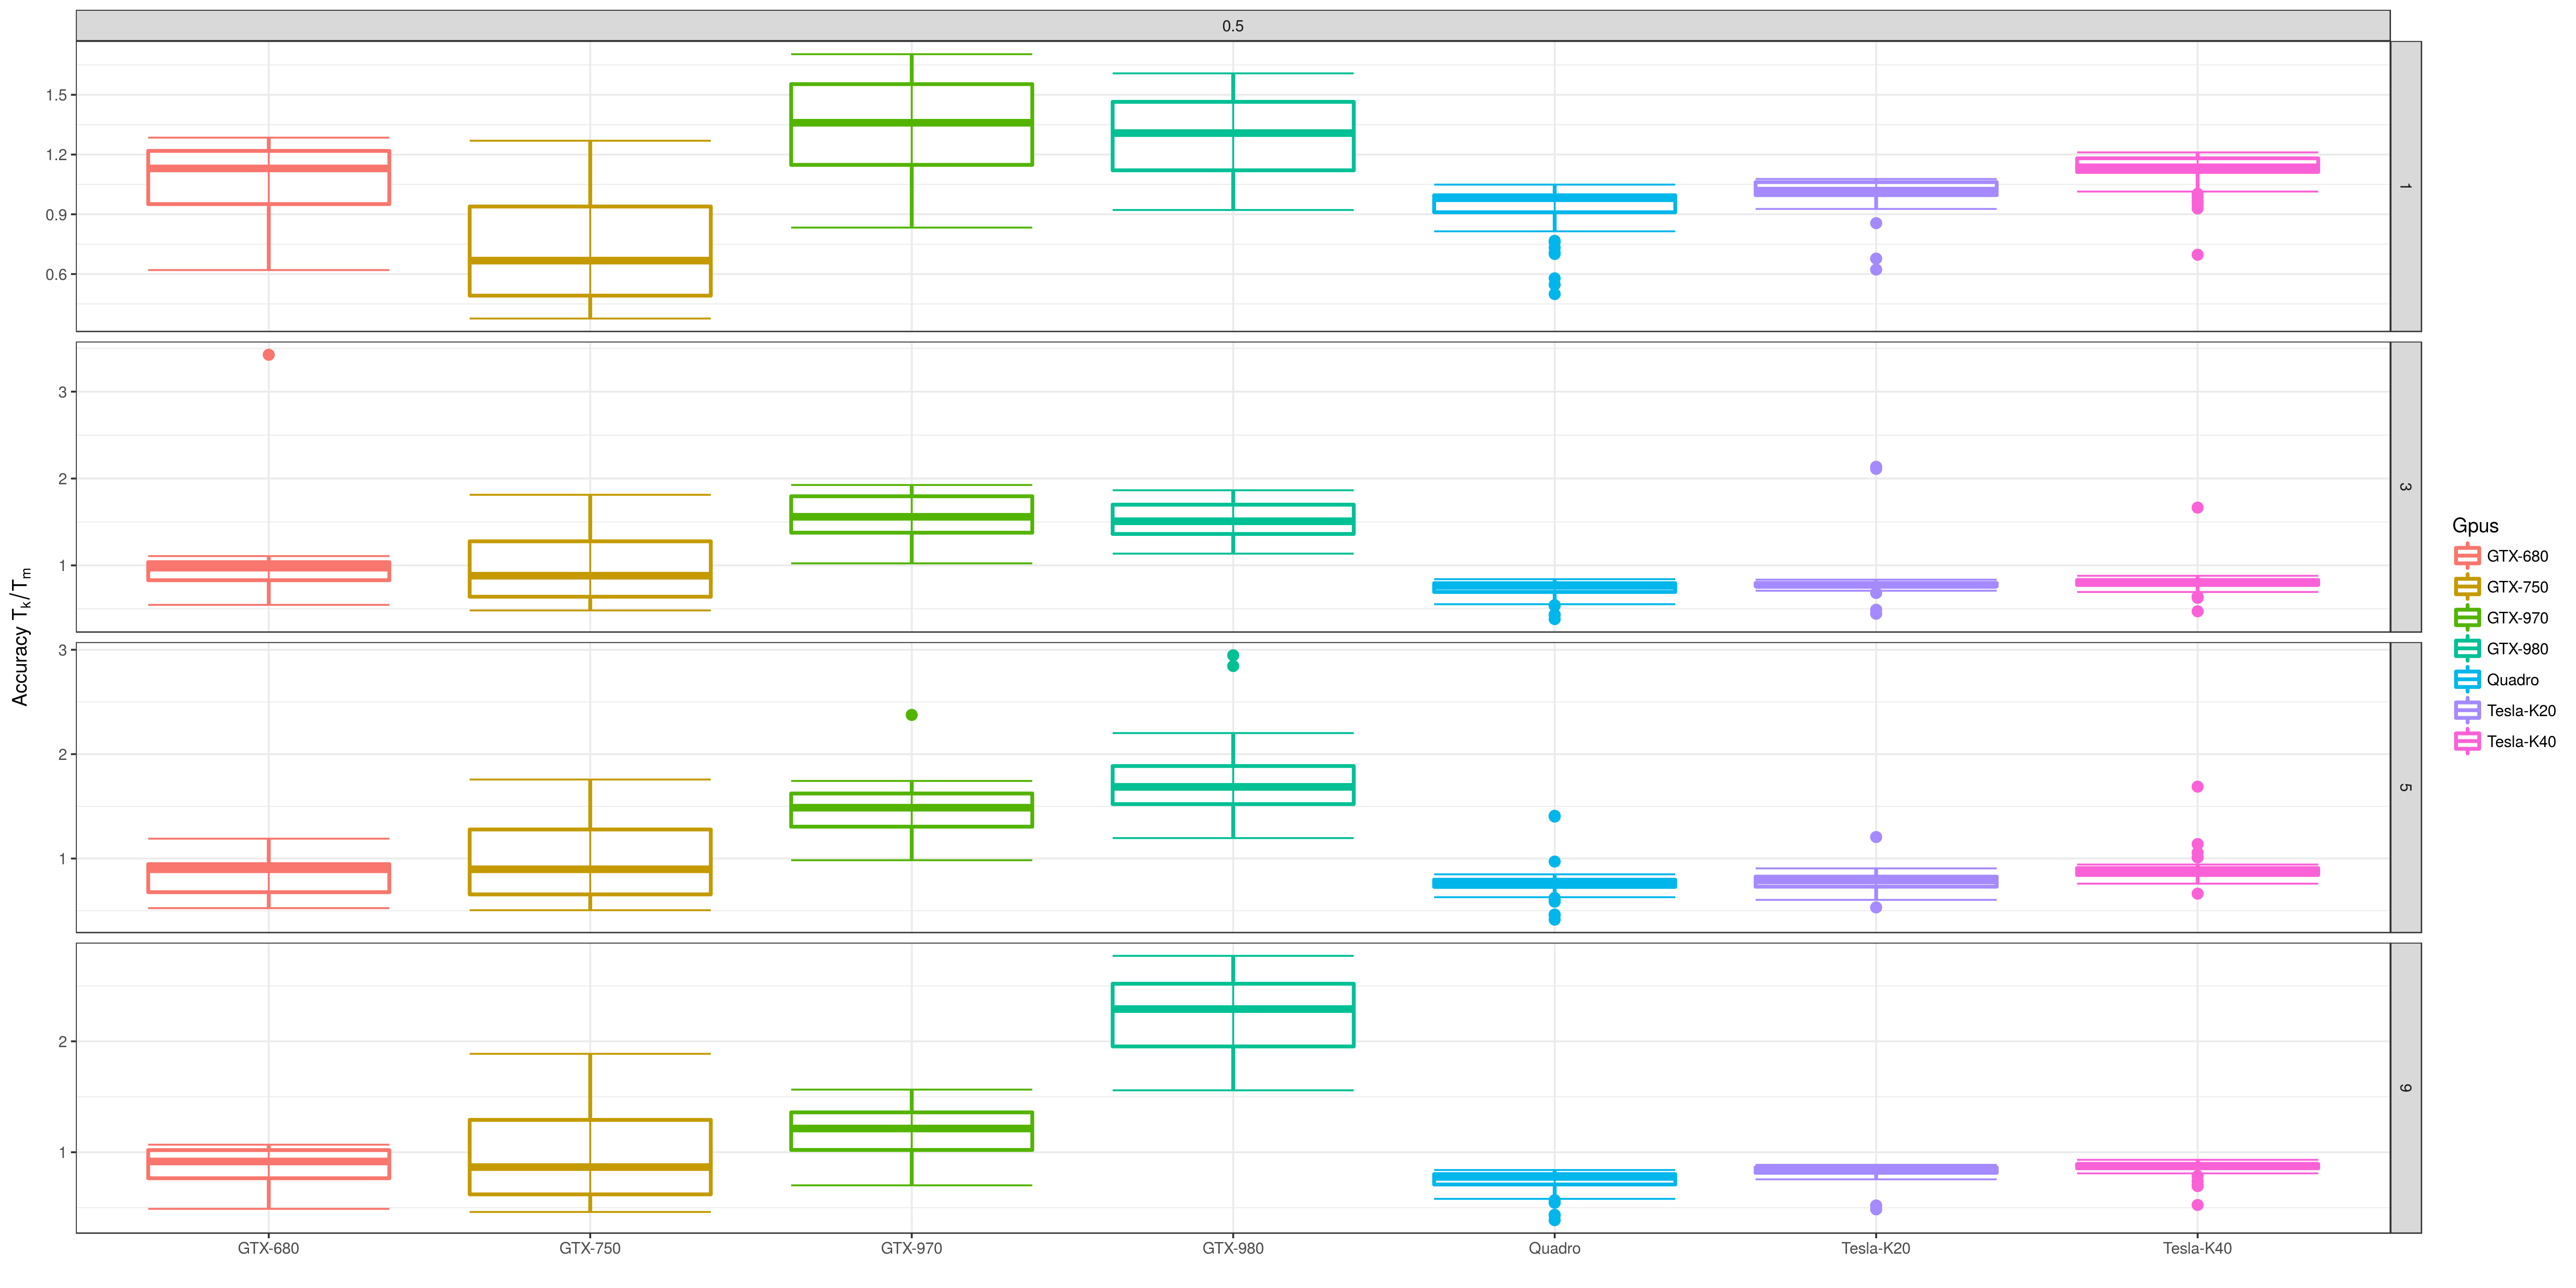 0.5
1.5
1.2
0.9
0.6
1
3
2
1
3
3
2
1
5
2
1
9
Accuracy Tk/Tm
GTX-680
GTX-750
GTX-970
GTX-980
Quadro
Tesla-K20
Tesla-K40
Gpus
GTX-680
GTX-750
GTX-970
GTX-980
Quadro
Tesla-K20
Tesla-K40